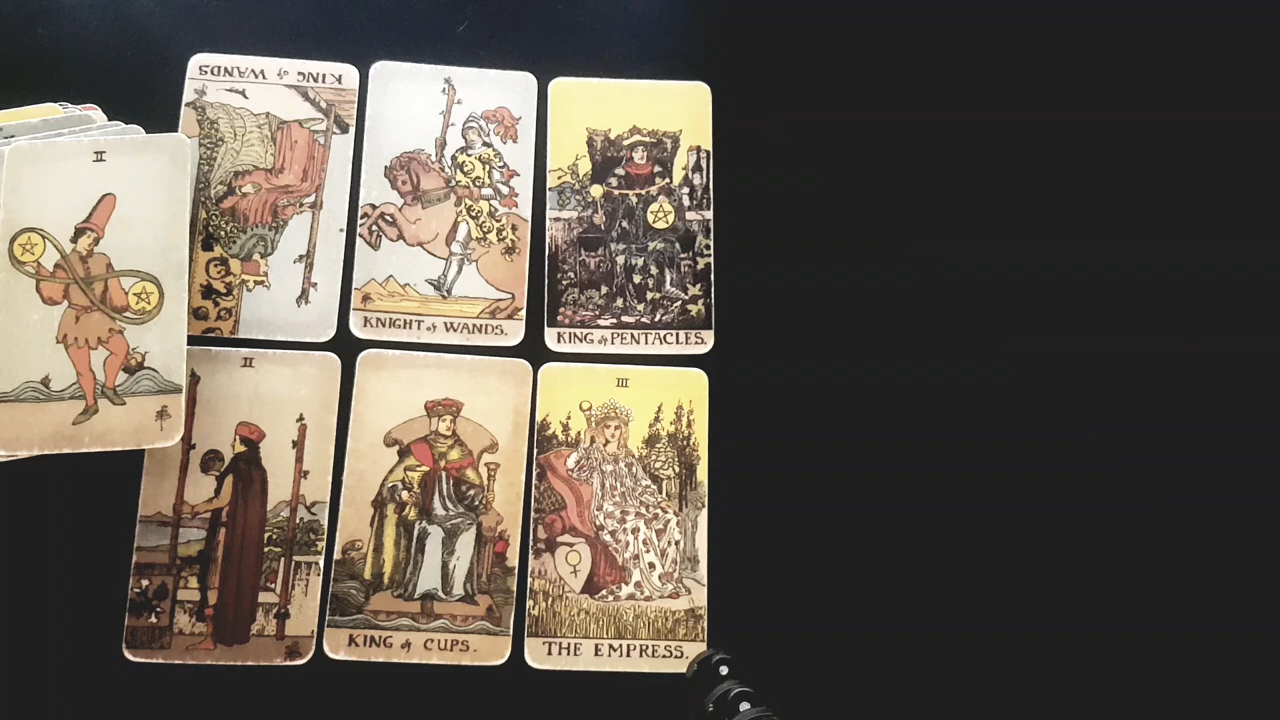 KING of WANDS
KNIGHT of WANDS.
KING of PENTACLES.
II
II
KING of CUPS.
III
THE EMPRESS.